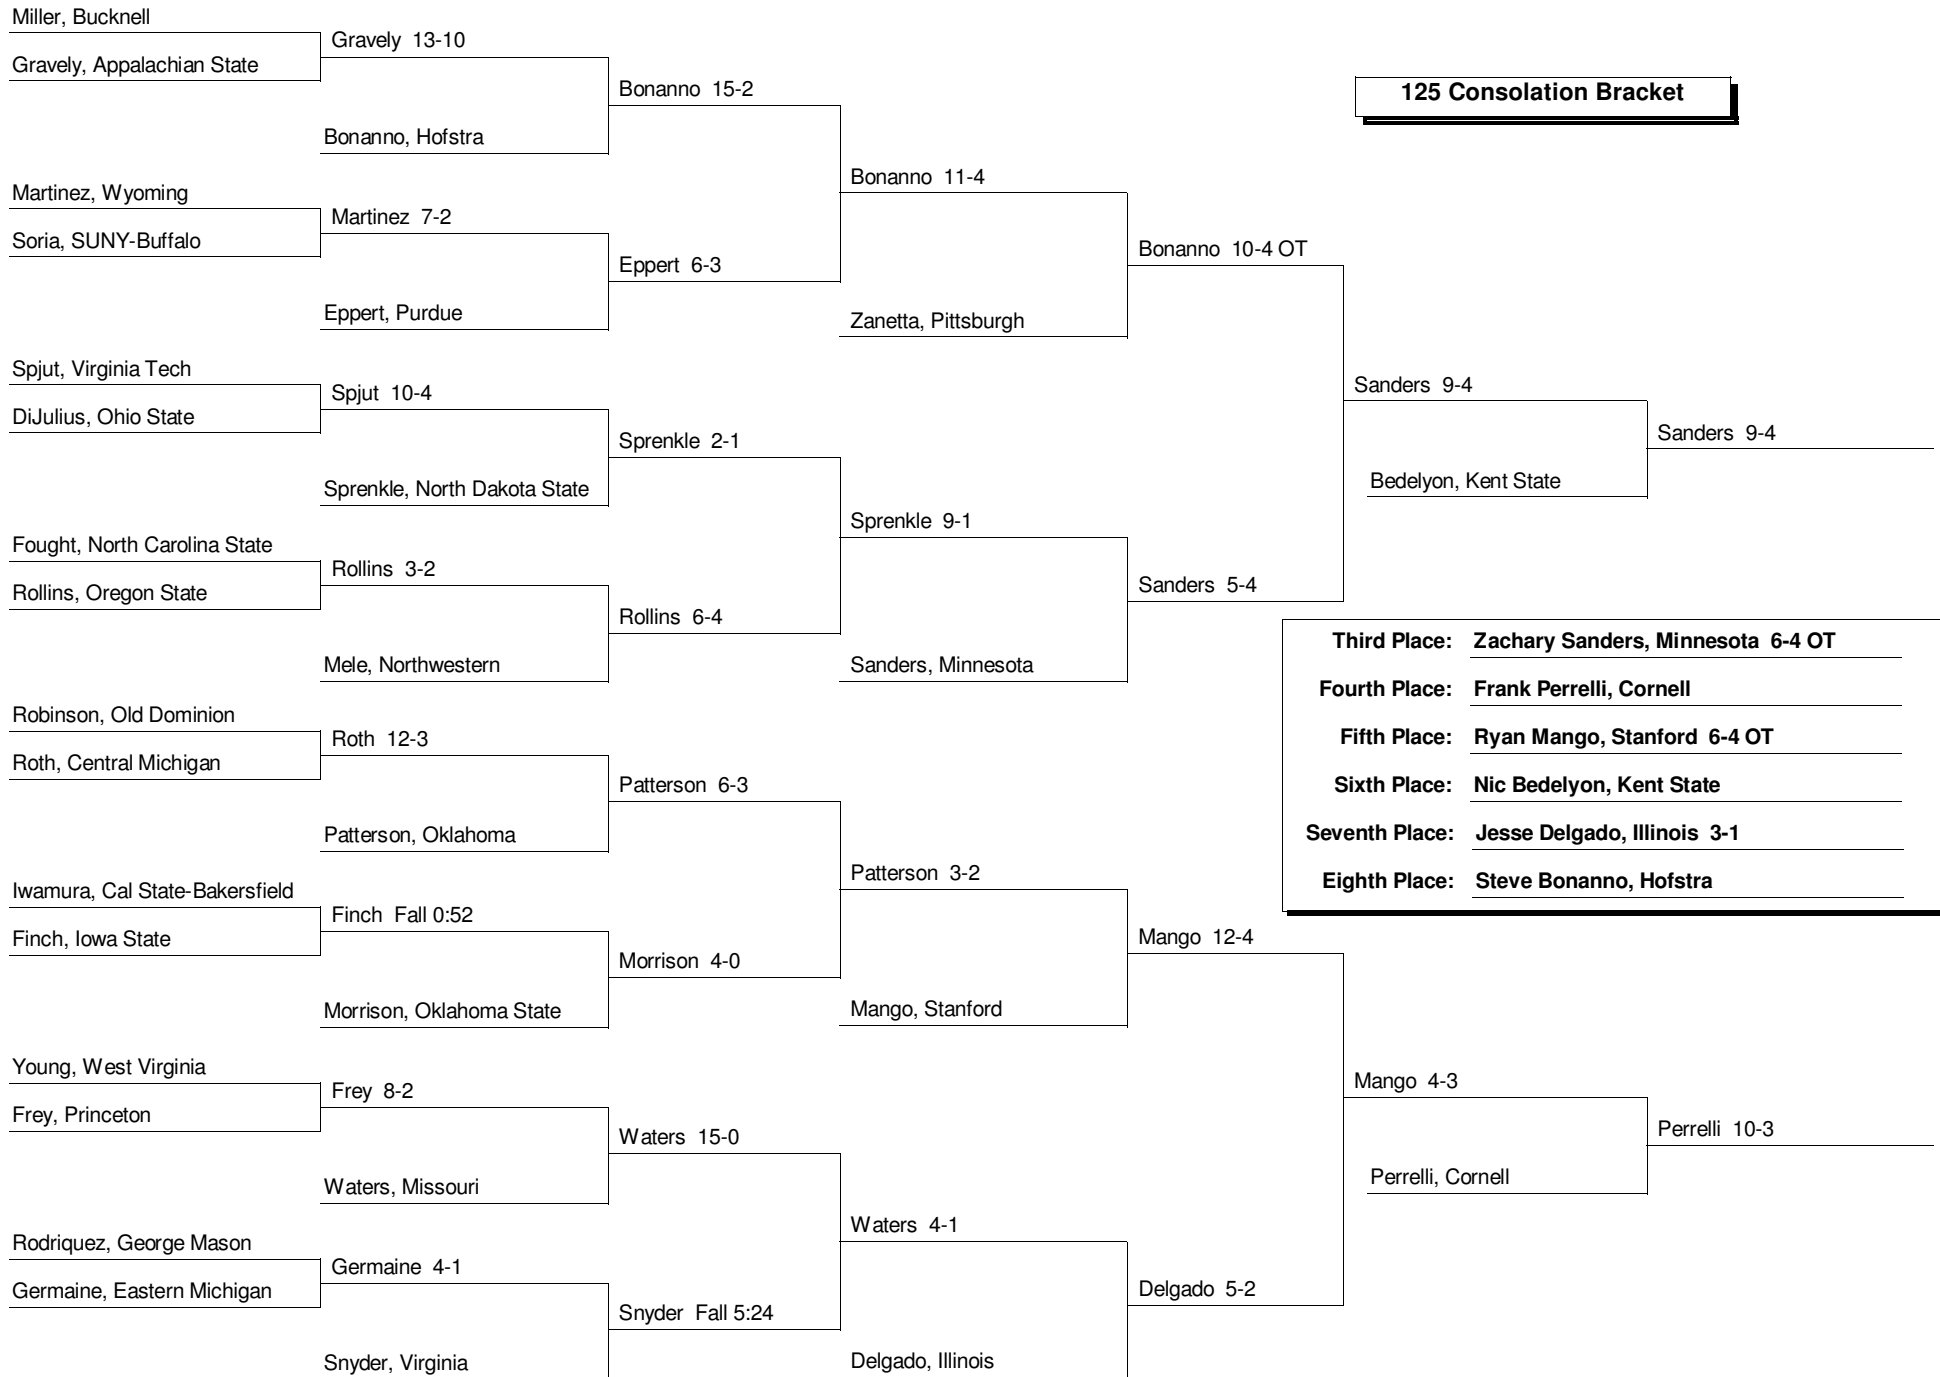 Miller, Bucknell
Gravely 13-10
Gravely, Appalachian State
Bonanno 15-2
125 Consolation Bracket
Bonanno, Hofstra
Bonanno 11-4
Martinez, Wyoming
Martinez 7-2
Soria, SUNY-Buffalo
Bonanno 10-4 OT
Eppert 6-3
Eppert, Purdue
Zanetta, Pittsburgh
Spjut, Virginia Tech
Sanders 9-4
Spjut 10-4
DiJulius, Ohio State
Sanders 9-4
Sprenkle 2-1
Bedelyon, Kent State
Sprenkle, North Dakota State
Sprenkle 9-1
Fought, North Carolina State
Rollins 3-2
Sanders 5-4
Rollins, Oregon State
Rollins 6-4
Third Place: Zachary Sanders, Minnesota 6-4 OT
Mele, Northwestern
Sanders, Minnesota
Fourth Place: Frank Perrelli, Cornell
Robinson, Old Dominion
Roth 12-3
Fifth Place: Ryan Mango, Stanford 6-4 OT
Roth, Central Michigan
Patterson 6-3
Sixth Place: Nic Bedelyon, Kent State
Patterson, Oklahoma
Seventh Place: Jesse Delgado, Illinois 3-1
Patterson 3-2
Eighth Place: Steve Bonanno, Hofstra
Iwamura, Cal State-Bakersfield
Finch Fall 0:52
Finch, Iowa State
Mango 12-4
Morrison 4-0
Morrison, Oklahoma State
Mango, Stanford
Young, West Virginia
Mango 4-3
Frey 8-2
Frey, Princeton
Perrelli 10-3
Waters 15-0
Perrelli, Cornell
Waters, Missouri
Waters 4-1
Rodriquez, George Mason
Germaine 4-1
Germaine, Eastern Michigan
Delgado 5-2
Snyder Fall 5:24
Snyder, Virginia
Delgado, Illinois